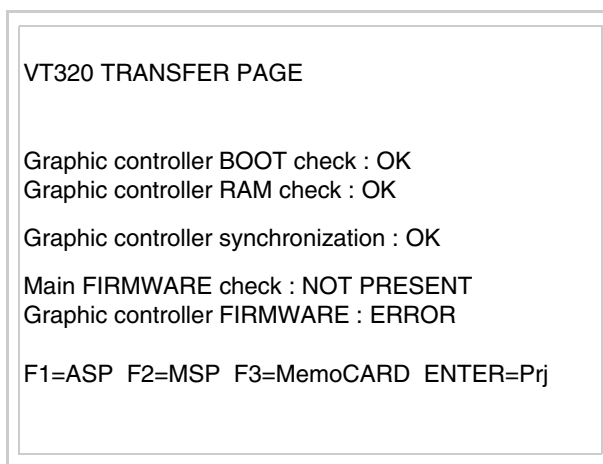 VT320 TRANSFER PAGE
Graphic controller BOOT check : OK
Graphic controller RAM check : OK
Graphic controller synchronization : OK
Main FIRMWARE check : NOT PRESENT
Graphic controller FIRMWARE : ERROR
F1=ASP F2=MSP F3=MemoCARD ENTER=Prj